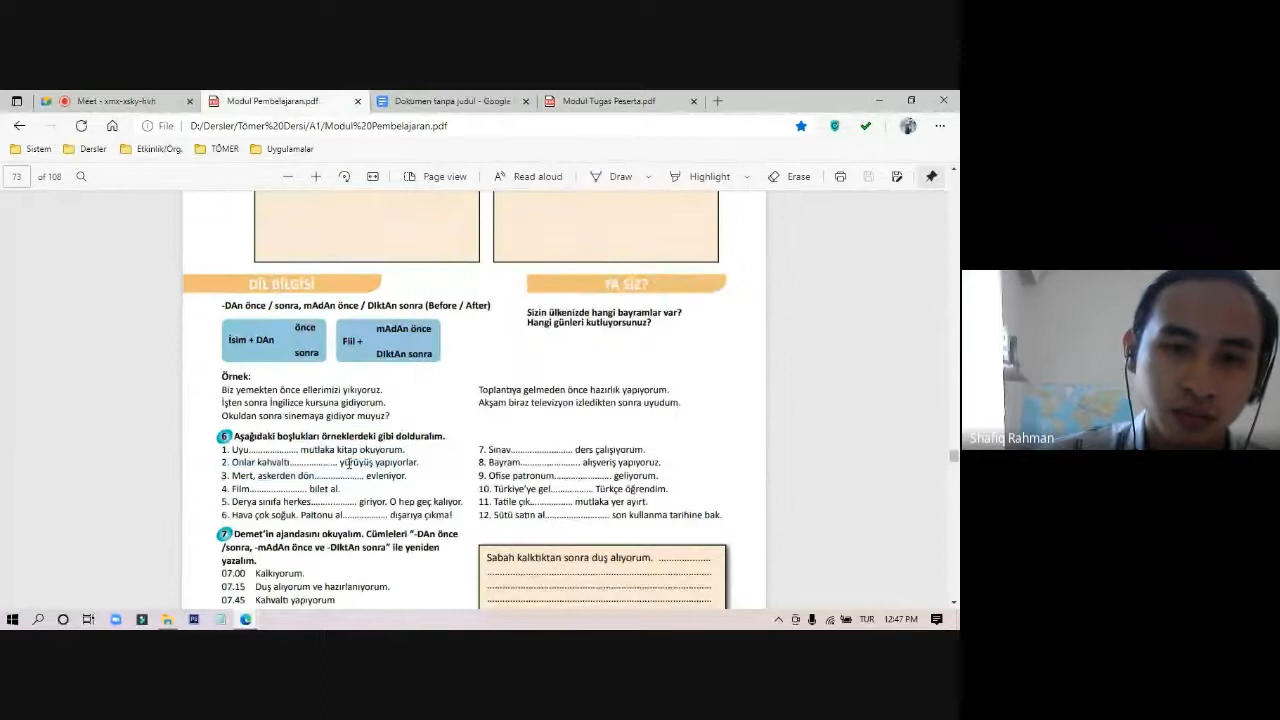 Meet - xmx-xsky-hvh
Modul Pembelajaran.pdf
Dokumen tanpa judul - Google
Modul Tugas Peserta.pdf
File
D:/Dersler/Tömer%20Dersi/A1/Modul%20Pembelajaran.pdf
Sistem
Dersler
Etkinlik/Org.
TÖMER
Uygulamalar
73 of 108
Page view
Read aloud
Draw
Highlight
Erase
DİL BİLGİSİ
-DAn önce / sonra, mAdAn önce / DIktAn sonra (Before / After)
İsim + DAn
önce
sonra
Fiil +
mAdAn önce
DIktAn sonra
Örnek:
Biz yemekten önce ellerimizi yıkıyoruz.
İşten sonra İngilizce kursuna gidiyorum.
Okuldan sonra sinemaya gidiyor muyuz?
YA SİZ?
Sizin ülkenizde hangi bayramlar var?
Hangi günleri kutluyorsunuz?
Toplantıya gelmeden önce hazırlık yapıyorum.
Akşam biraz televizyon izledikten sonra uyudum.
6 Aşağıdaki boşlukları örneklerdeki gibi dolduralım.
1. Uyu.................. mutlaka kitap okuyorum.
2. Onlar kahvaltı.................. yürüyüş yapıyorlar.
3. Mert, askerden dön.................. evleniyor.
4. Film..................... bilet al.
5. Derya sınıfa herkes................. giriyor. O hep geç kalıyor.
6. Hava çok soğuk. Paltonu al................. dışarıya çıkma!
7. Sınav....................... ders çalışıyorum.
8. Bayram..................... alışveriş yapıyoruz.
9. Ofise patronum................. geliyorum.
10. Türkiye'ye gel................ Türkçe öğrendim.
11. Tatile çık................ mutlaka yer ayırt.
12. Sütü satın al....................... son kullanma tarihine bak.
7 Demet'in ajandasını okuyalım. Cümleleri "-DAn önce
/sonra, -mAdAn önce ve -DIktAn sonra" ile yeniden
yazalım.
07.00 Kalkıyorum.
07.15 Duş alıyorum ve hazırlanıyorum.
07.45 Kahvaltı yapıyorum
Sabah kalktıktan sonra duş alıyorum. ...................
Shafiq Rahman
TUR
12:47 PM